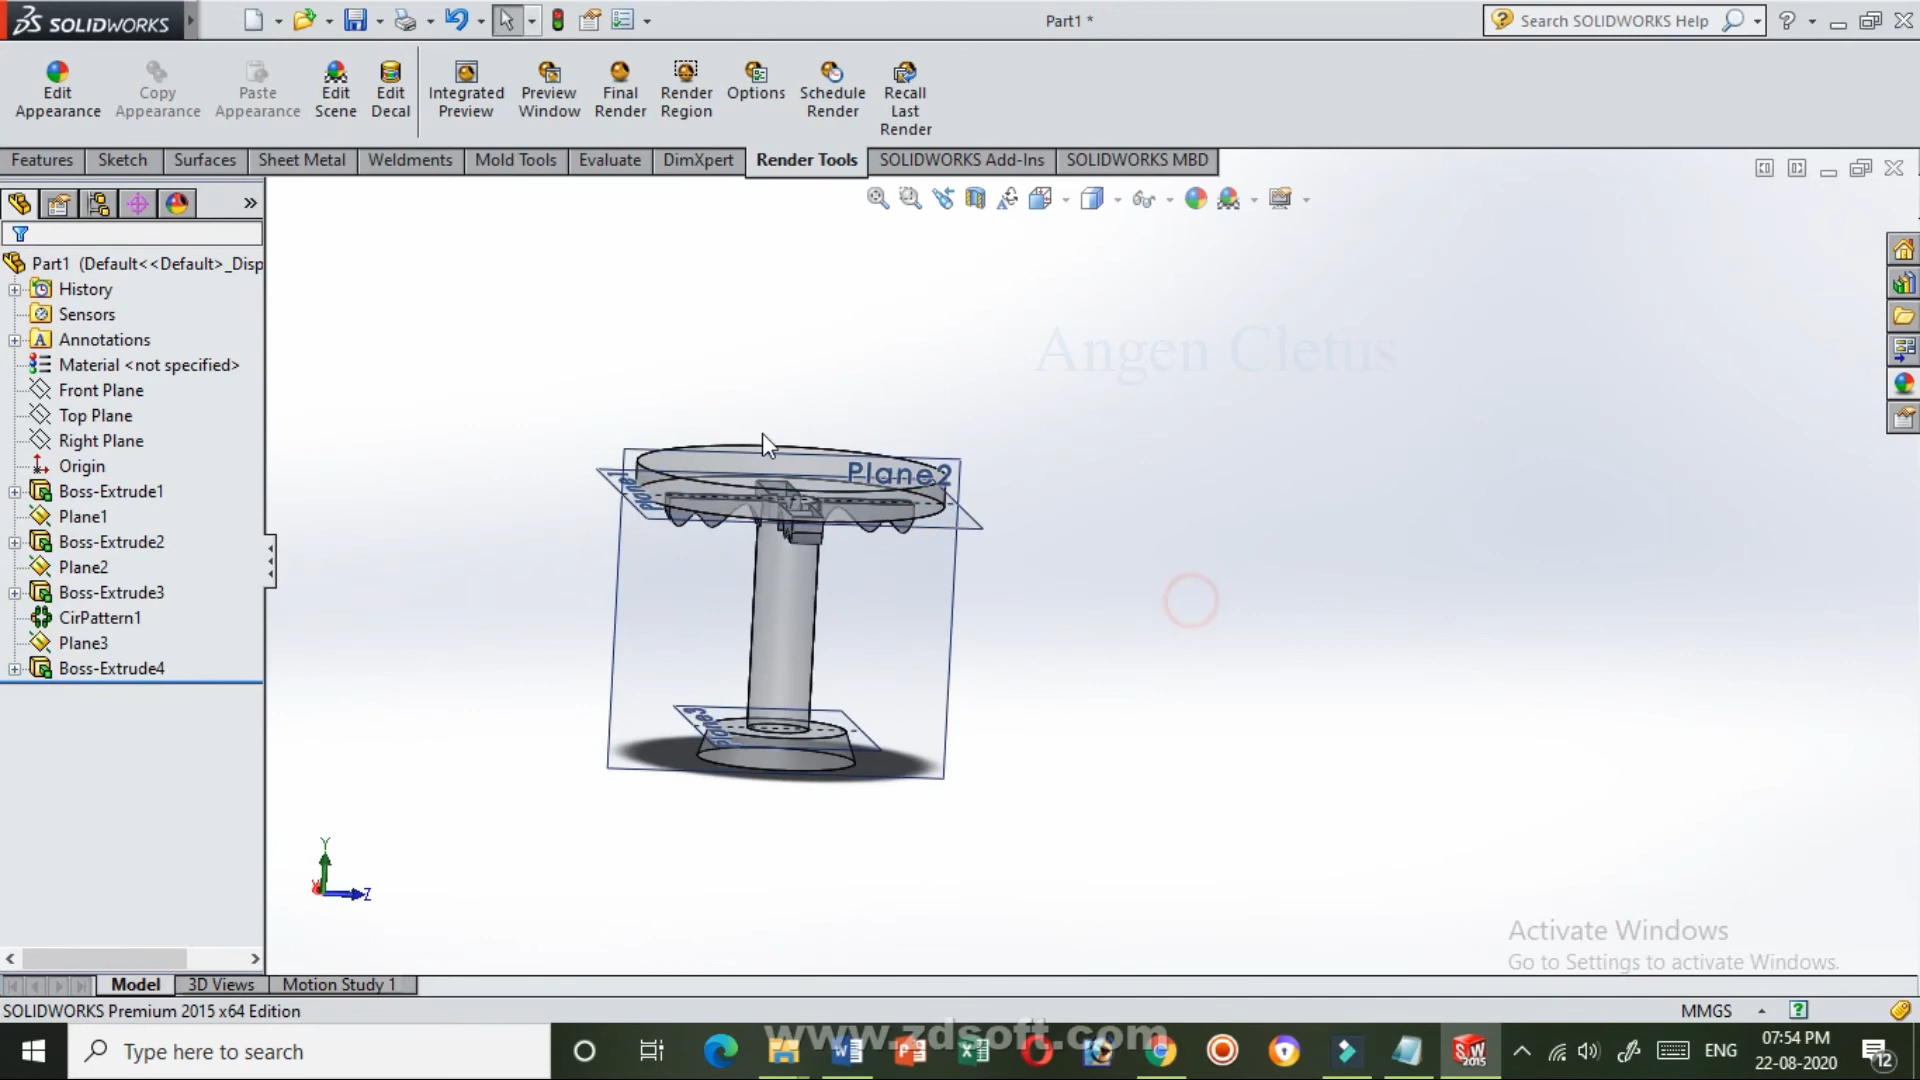 SOLIDWORKS
Part1 *
Search SOLIDWORKS Help
Edit Appearance
Copy Appearance
Paste Appearance
Edit Scene
Edit Decal
Integrated Preview
Preview Window
Final Render
Render Region
Options
Schedule Render
Recall Last Render
Features
Sketch
Surfaces
Sheet Metal
Weldments
Mold Tools
Evaluate
DimXpert
Render Tools
SOLIDWORKS Add-Ins
SOLIDWORKS MBD
Part1 (Default<<Default>_Disp
History
Sensors
Annotations
Material <not specified>
Front Plane
Top Plane
Right Plane
Origin
Boss-Extrude1
Plane1
Boss-Extrude2
Plane2
Boss-Extrude3
CirPattern1
Plane3
Boss-Extrude4
Angen Cletus
Plane2
Plane1
Plane3
Y
X
Z
Activate Windows
Go to Settings to activate Windows.
Model
3D Views
Motion Study 1
SOLIDWORKS Premium 2015 x64 Edition
MMGS
www.zdsoft.com
Type here to search
ENG
07:54 PM
22-08-2020
12